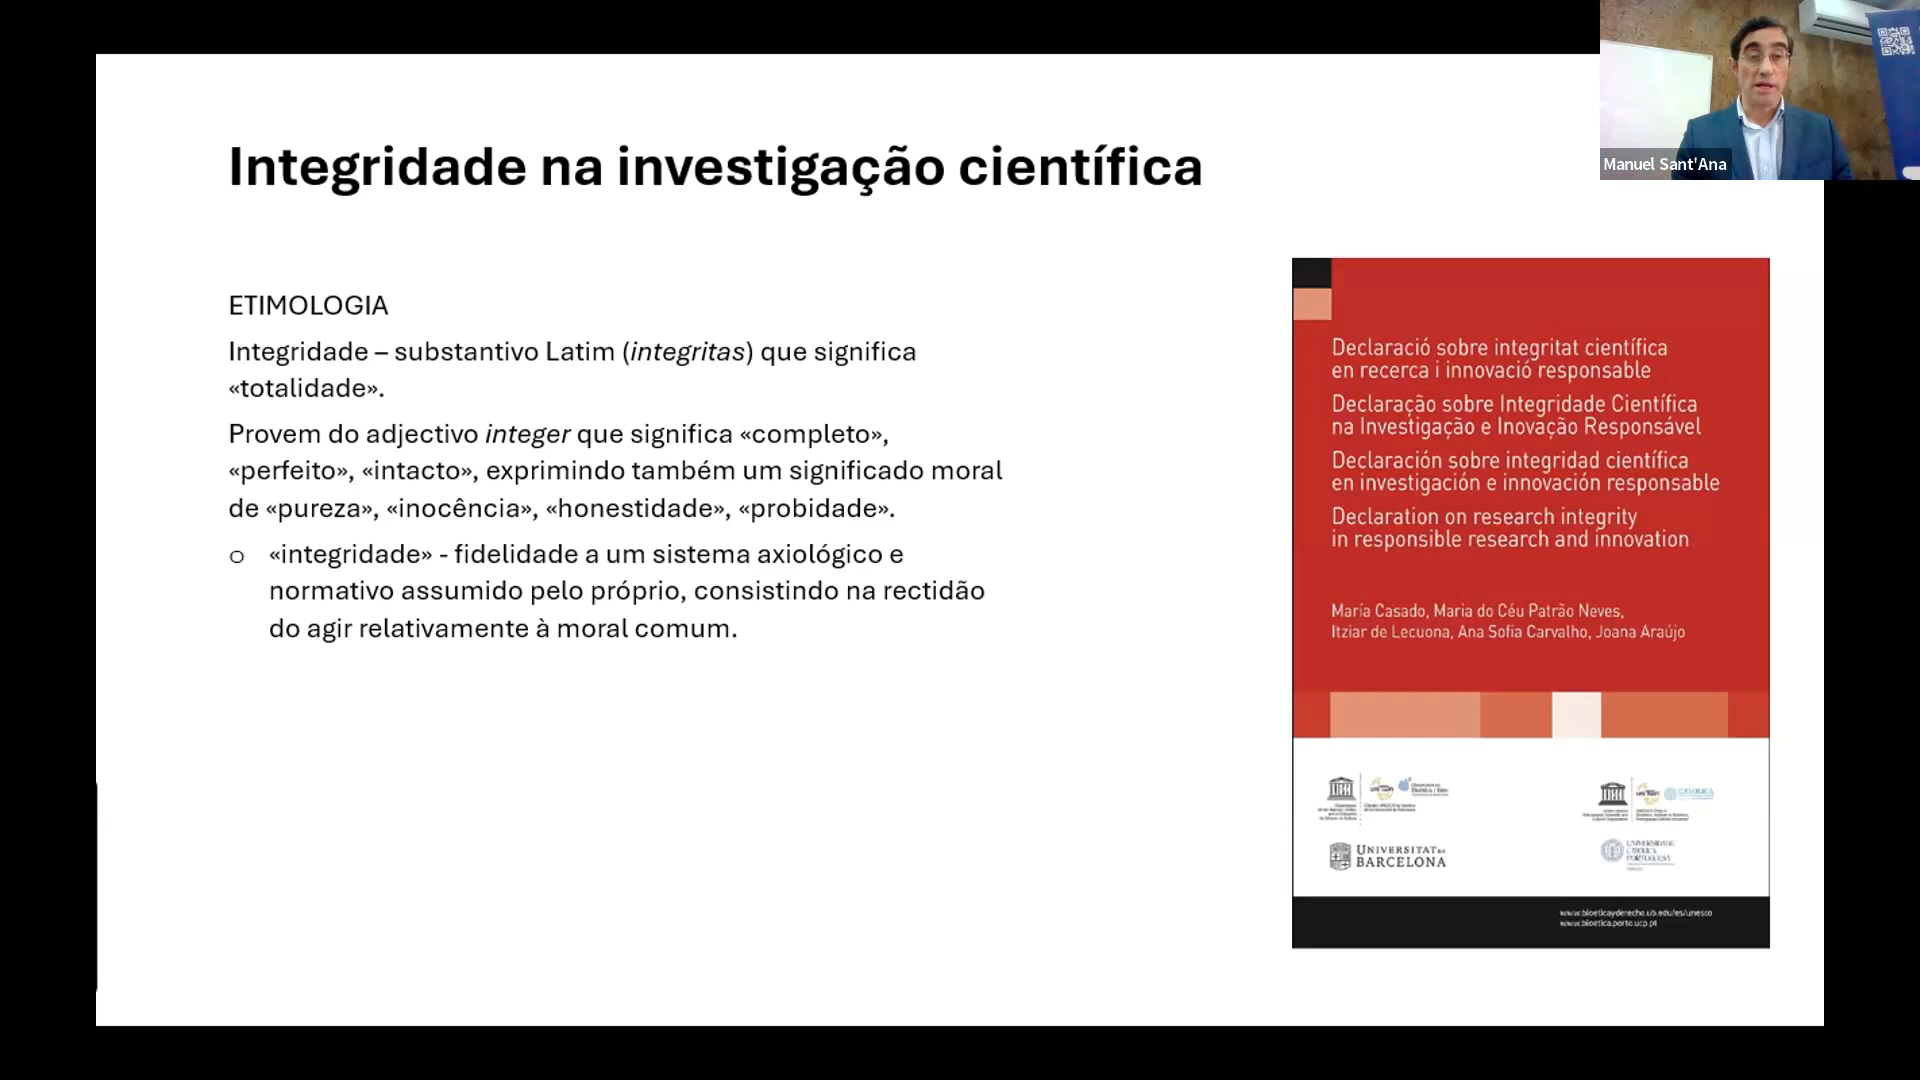 Integridade na investigação científica
ETIMOLOGIA
Integridade – substantivo Latim (integritas) que significa
«totalidade».
Provem do adjectivo integer que significa «completo»,
«perfeito», «intacto», exprimindo também um significado moral
de «pureza», «inocência», «honestidade», «probidade».
o «integridade» - fidelidade a um sistema axiológico e
normativo assumido pelo próprio, consistindo na rectidão
do agir relativamente à moral comum.
Declaració sobre integritat científica
en recerca i innovació responsable
Declaração sobre Integridade Científica
na Investigação e Inovação Responsável
Declaración sobre integridad científica
en investigación e innovación responsable
Declaration on research integrity
in responsible research and innovation
María Casado, Maria do Céu Patrão Neves,
Itziar de Lecuona, Ana Sofia Carvalho, Joana Araújo
UNIVERSITAT DE
BARCELONA
CATÓLICA
UNIVERSIDADE
CATOLICA
PORTUGUESA
www.bioeticayderecho.ub.edu/es/unesco
www.bioetica.porto.ucp.pt
Manuel Sant'Ana